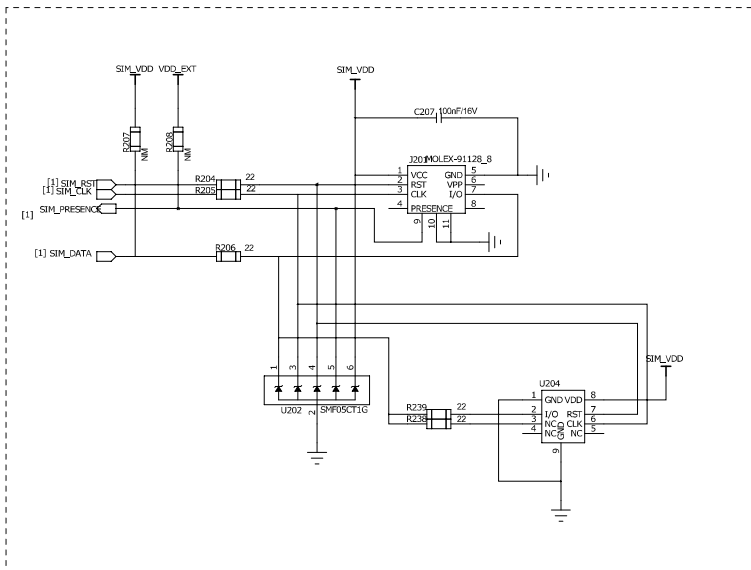 SIM_VDD VDD_EXT
SIM_VDD
C207 100nF/16V
R207 NM
R208 NM
J201 MOLEX-91128_8
[1] SIM_RST
R204 22
[1] SIM_CLK
R205 22
[1] SIM_PRESENCE
1 VCC GND 5
2 RST VPP 6
3 CLK I/O 7
4 PRESENCE 8
9 10 11
[1] SIM_DATA
R206 22
SIM_VDD
1 3 4 5 6
U202 2 SMF05CT1G
R239 22
R238 22
U204
1 GND VDD 8
2 I/O RST 7
3 NC CLK 6
4 NC 5
GND
9